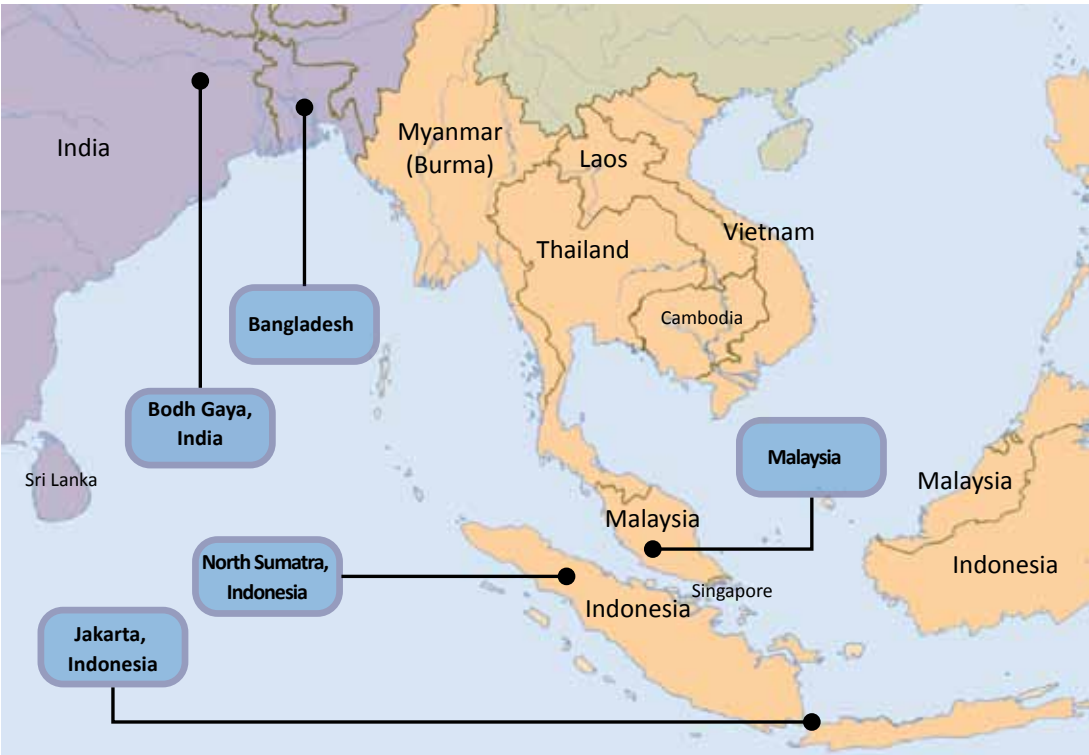 Myanmar
(Burma)
India
Laos
Vietnam
Thailand
Cambodia
Bangladesh
Bodh Gaya,
India
Sri Lanka
Malaysia
Malaysia
Malaysia
North Sumatra,
Indonesia
Indonesia
Singapore
Indonesia
Jakarta,
Indonesia